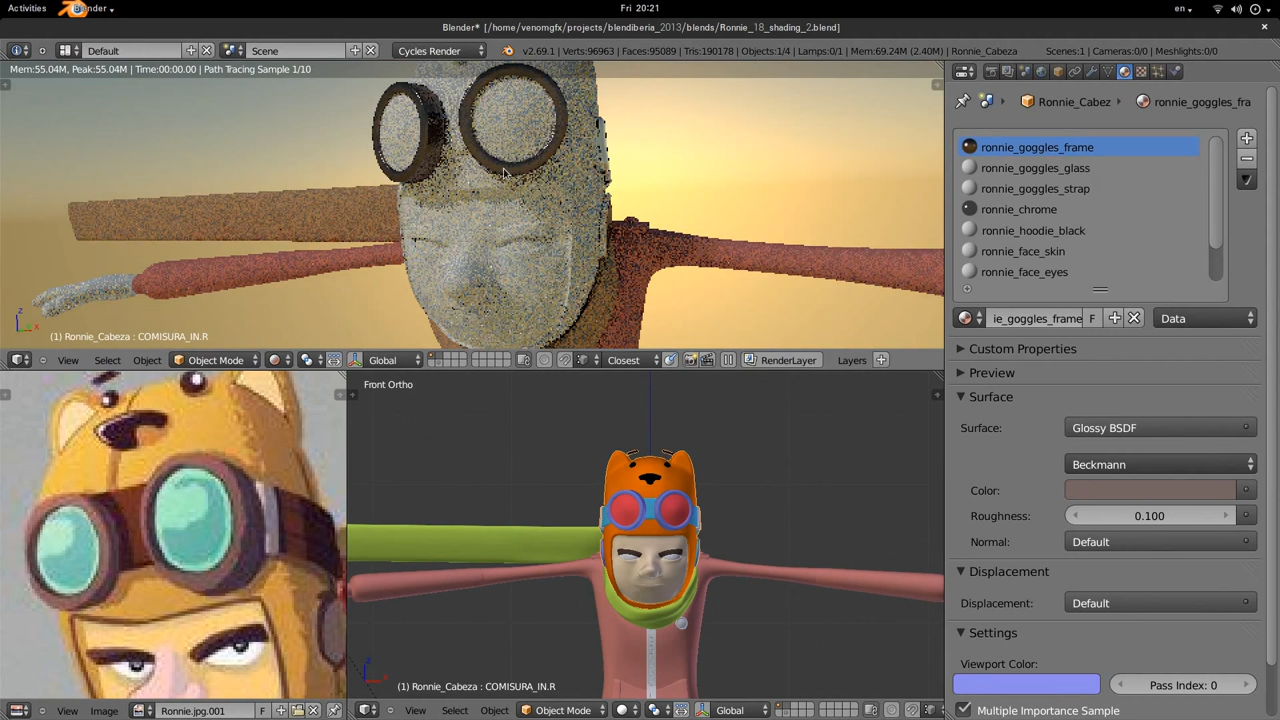 Activities Blender Fri 20:21 en
Blender* [/home/venomgfx/projects/blendiberia_2013/blends/Ronnie_18_shading_2.blend]
Default Scene Cycles Render v2.69.1 | Verts:96963 | Faces:95089 | Tris:190178 | Objects:1/4 | Lamps:0/1 | Mem:69.24M (2.40M) | Ronnie_Cabeza Scenes:1 | Cameras:0/0 | Meshlights:0/0
Mem:55.04M, Peak:55.04M | Time:00:00.00 | Path Tracing Sample 1/10
z
x
(1) Ronnie_Cabeza : COMISURA_IN.R
View Select Object Object Mode Global Closest RenderLayer Layers
Front Ortho
z
x
(1) Ronnie_Cabeza : COMISURA_IN.R
View Image Ronnie.jpg.001 F
View Select Object Object Mode Global
Ronnie_Cabez ronnie_goggles_fra
ronnie_goggles_frame
ronnie_goggles_glass
ronnie_goggles_strap
ronnie_chrome
ronnie_hoodie_black
ronnie_face_skin
ronnie_face_eyes
ie_goggles_frame F Data
Custom Properties
Preview
Surface
Surface: Glossy BSDF
Beckmann
Color:
Roughness: 0.100
Normal: Default
Displacement
Displacement: Default
Settings
Viewport Color:
Pass Index: 0
Multiple Importance Sample